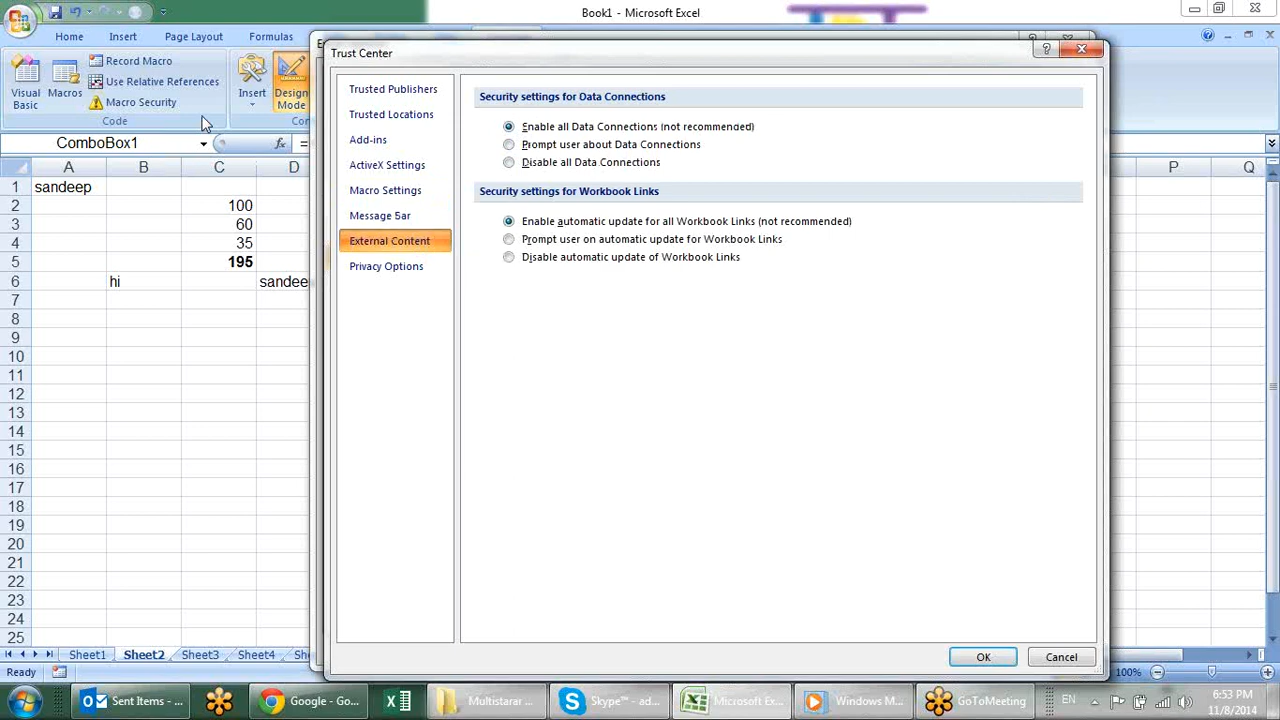 Book1 - Microsoft Excel
Home Insert Page Layout Formulas
Trust Center
Record Macro
Use Relative References
Macro Security
Visual Basic
Macros
Insert
Design Mode
Code
ComboBox1
fx =
Trusted Publishers
Trusted Locations
Add-ins
ActiveX Settings
Macro Settings
Message Bar
External Content
Privacy Options
Security settings for Data Connections
Enable all Data Connections (not recommended)
Prompt user about Data Connections
Disable all Data Connections
Security settings for Workbook Links
Enable automatic update for all Workbook Links (not recommended)
Prompt user on automatic update for Workbook Links
Disable automatic update of Workbook Links
OK Cancel
A B C D P Q
1 sandeep
2 100
3 60
4 35
5 195
6 hi sandee
7
8
9
10
11
12
13
14
15
16
17
18
19
20
21
22
23
24
25
Sheet1 Sheet2 Sheet3 Sheet4 Sh
Ready 100%
Sent Items - ... Google - Go... Multistarar ... Skype™ - ad... Microsoft Ex... Windows M... GoToMeeting EN
6:53 PM
11/8/2014